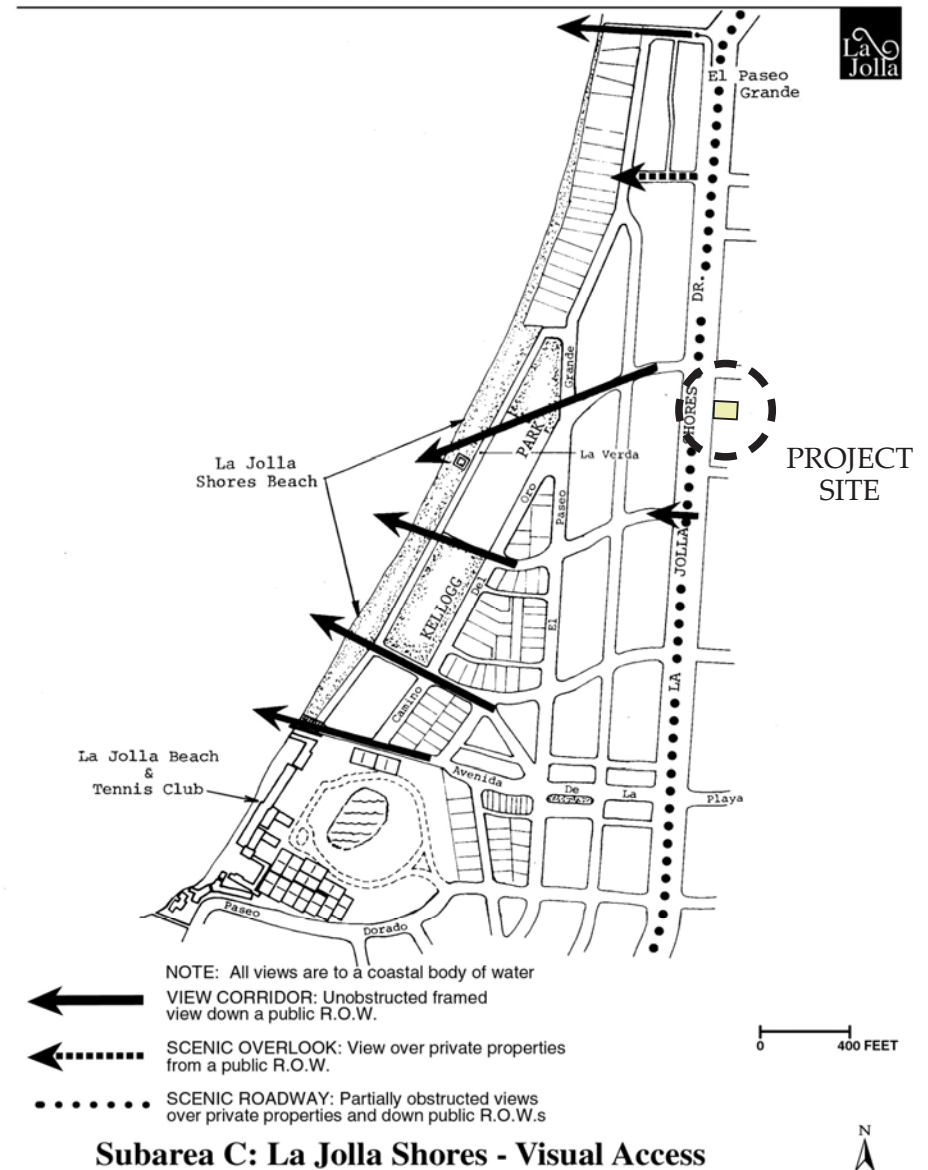 La
Jolla
El Paseo
Grande
DR.
Grande
SHORES
PARK
La Verda
PROJECT
SITE
La Jolla
Shores Beach
Oro
Paseo
JOLLA
KELLOGG
Del
El
LA
Camino
La Jolla Beach
&
Tennis Club
Avenida
De
La
Playa
Paseo
Dorado
NOTE: All views are to a coastal body of water
VIEW CORRIDOR: Unobstructed framed
view down a public R.O.W.
SCENIC OVERLOOK: View over private properties
from a public R.O.W.
0
400 FEET
SCENIC ROADWAY: Partially obstructed views
over private properties and down public R.O.W.s
Subarea C: La Jolla Shores - Visual Access
N